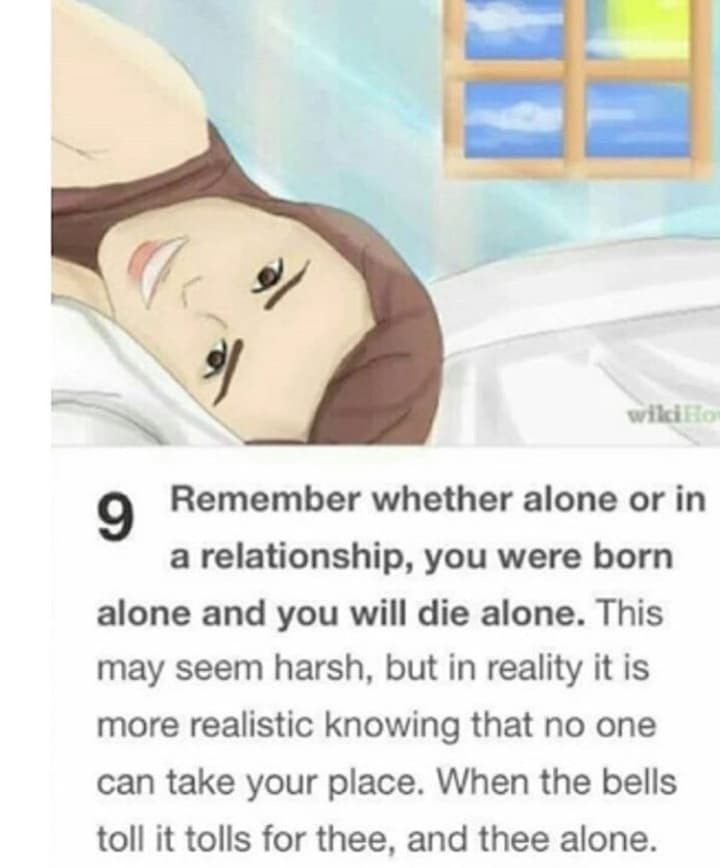 wikiHo
9 Remember whether alone or in
a relationship, you were born
alone and you will die alone. This
may seem harsh, but in reality it is
more realistic knowing that no one
can take your place. When the bells
toll it tolls for thee, and thee alone.